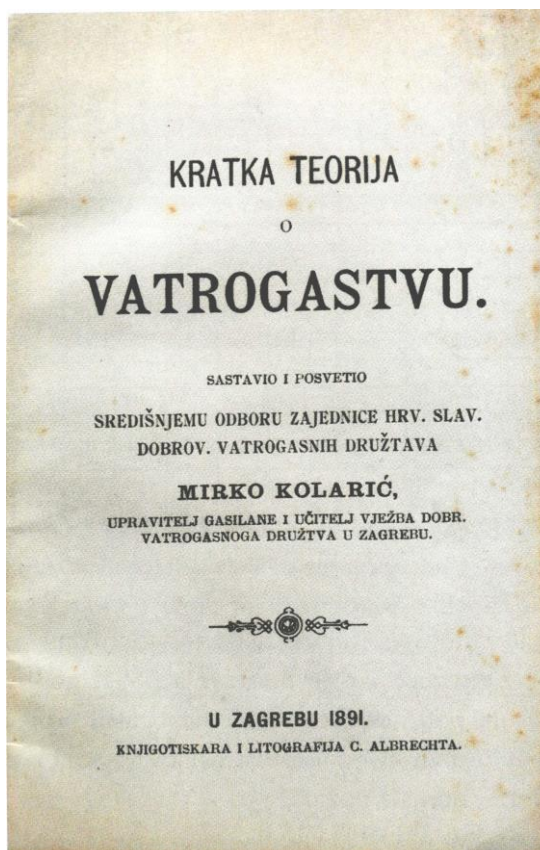 KRATKA TEORIJA
O
VATROGASTVU.
SASTAVIO I POSVETIO
SREDIŠNJEMU ODBORU ZAJEDNICE HRV. SLAV.
DOBROV. VATROGASNIH DRUŽTAVA
MIRKO KOLARIĆ,
UPRAVITELJ GASILANE I UČITELJ VJEŽBA DOBR.
VATROGASNOGA DRUŽTVA U ZAGREBU.
U ZAGREBU 1891.
KNJIGOTISKARA I LITOGRAFIJA C. ALBRECHTA.